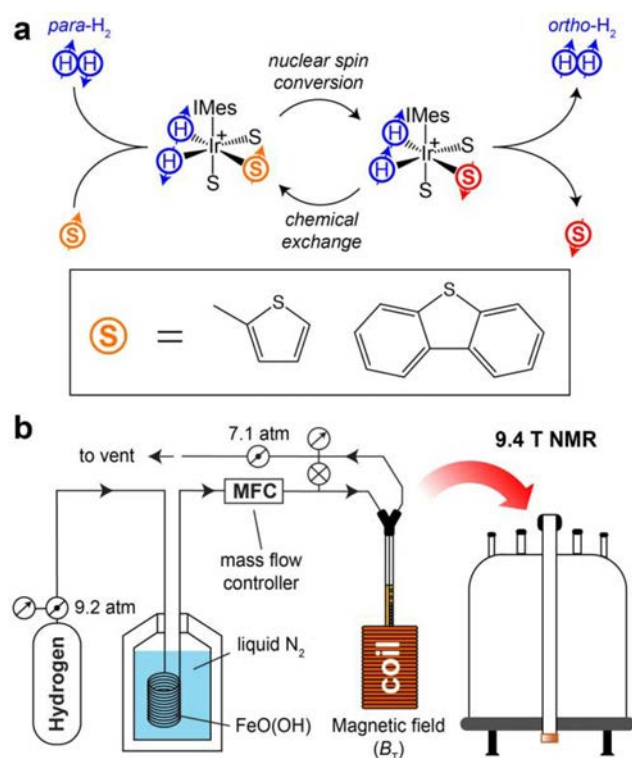 a
para-H2
ortho-H2
nuclear spin
conversion
H H
H H
IMes
IMes
H
Ir
+
S
H
S
S
H
Ir
+
S
H
S
S
S
chemical
exchange
S
S
S
=
S
S
b
7.1 atm
to vent
9.4 T NMR
MFC
mass flow
controller
9.2 atm
liquid N2
Hydrogen
coil
FeO(OH)
Magnetic field
(BT)